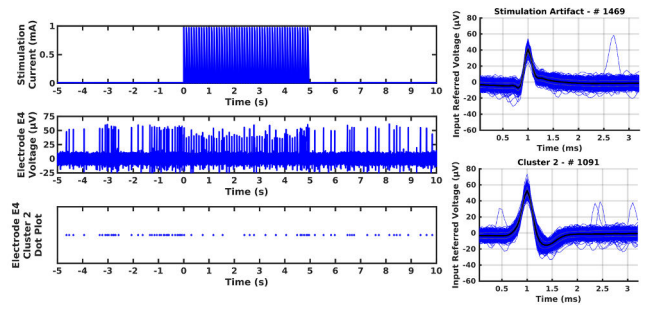 Stimulation
Current (mA)
1
0.5
0
-5 -4 -3 -2 -1 0 1 2 3 4 5 6 7 8 9 10
Time (s)
Electrode E4
Voltage (µV)
75
50
25
0
-25
-5 -4 -3 -2 -1 0 1 2 3 4 5 6 7 8 9 10
Time (s)
Electrode E4
Cluster 2
Dot Plot
-5 -4 -3 -2 -1 0 1 2 3 4 5 6 7 8 9 10
Time (s)
Stimulation Artifact - # 1469
Input Referred Voltage (µV)
80
60
40
20
0
-20
-40
-60
0.5 1 1.5 2 2.5 3
Time (ms)
Cluster 2 - # 1091
Input Referred Voltage (µV)
80
60
40
20
0
-20
-40
-60
0.5 1 1.5 2 2.5 3
Time (ms)